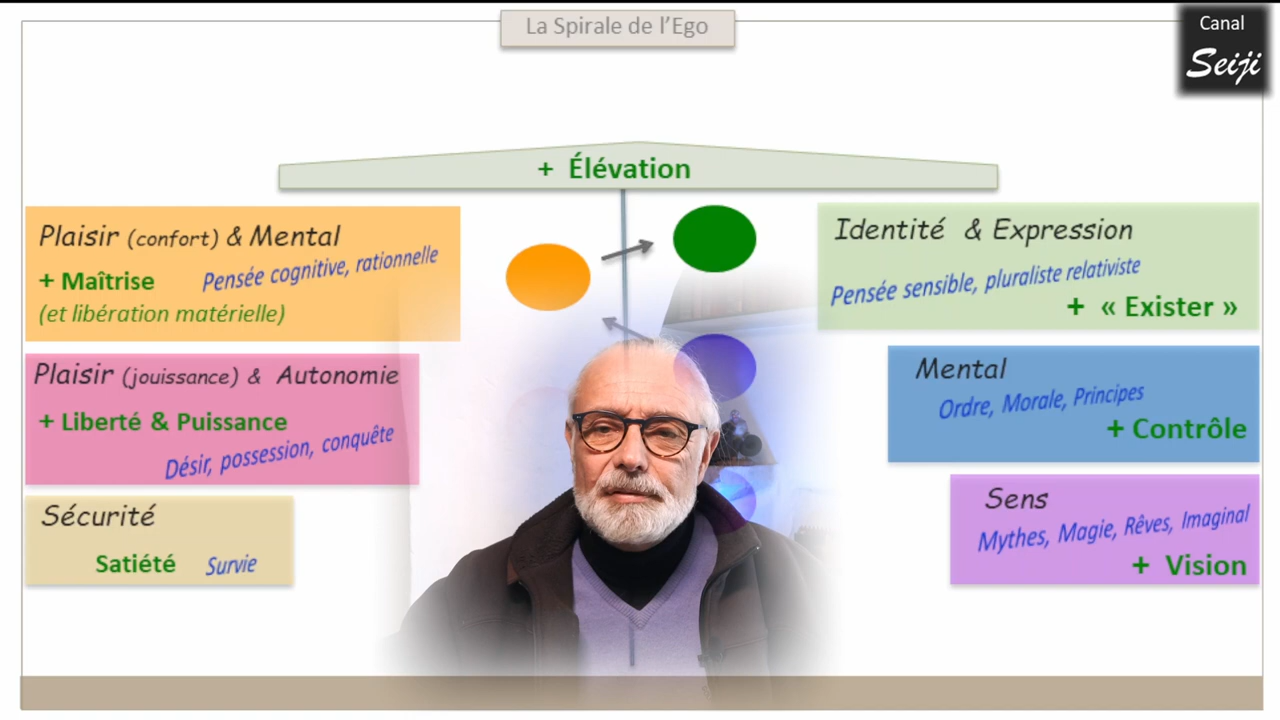 La Spirale de l'Ego
Canal
Seiji
+ Élévation
Plaisir (confort) & Mental
+ Maîtrise
Pensée cognitive, rationnelle
(et libération matérielle)
Plaisir (jouissance) & Autonomie
+ Liberté & Puissance
Désir, possession, conquête
Sécurité
Satiété
Survie
Identité & Expression
Pensée sensible, pluraliste relativiste
+ « Exister »
Mental
Ordre, Morale, Principes
+ Contrôle
Sens
Mythes, Magie, Rêves, Imaginal
+ Vision